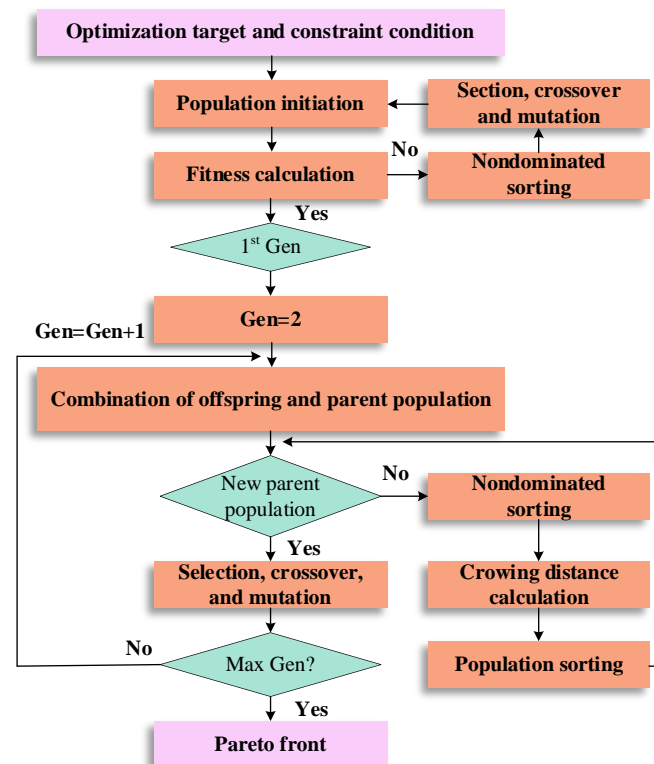 Optimization target and constraint condition
Population initiation
Section, crossover
and mutation
No
Fitness calculation
Nondominated
sorting
Yes
1st Gen
Gen=2
Gen=Gen+1
Combination of offspring and parent population
New parent
population
No
Nondominated
sorting
Yes
Selection, crossover,
and mutation
Crowing distance
calculation
No
Max Gen?
Population sorting
Yes
Pareto front